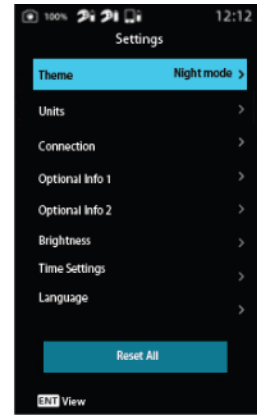 100% 12:12
Settings
Theme Night mode >
Units >
Connection >
Optional Info 1 >
Optional Info 2 >
Brightness >
Time Settings >
Language >
Reset All
ENT View